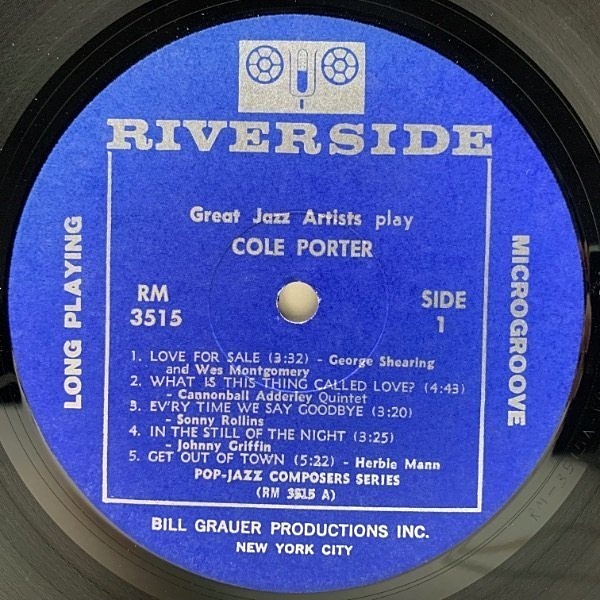 RIVERSIDE
Great Jazz Artists play
COLE PORTER
LONG PLAYING
MICROGROOVE
RM
3515
SIDE
1
1. LOVE FOR SALE (3:32) - George Shearing
and Wes Montgomery
2. WHAT IS THIS THING CALLED LOVE? (4:43)
- Cannonball Adderley Quintet
3. EV'RY TIME WE SAY GOODBYE (3:20)
- Sonny Rollins
4. IN THE STILL OF THE NIGHT (3:25)
- Johnny Griffin
5. GET OUT OF TOWN (5:22) - Herbie Mann
POP-JAZZ COMPOSERS SERIES
(RM 3515 A)
BILL GRAUER PRODUCTIONS INC.
NEW YORK CITY